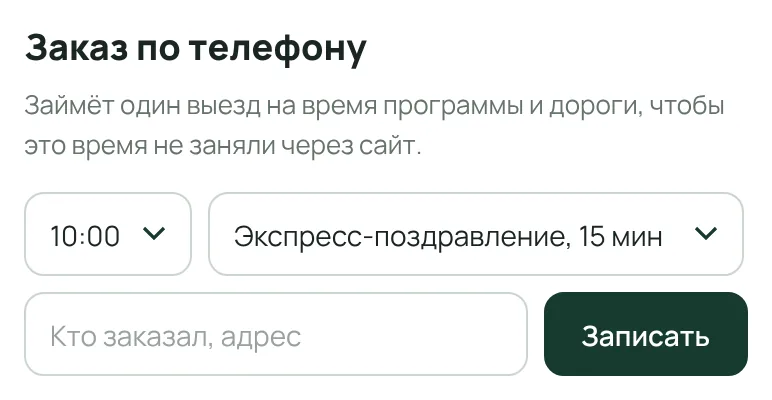 Заказ по телефону
Займёт один выезд на время программы и дороги, чтобы
это время не заняли через сайт.
10:00
Экспресс-поздравление, 15 мин
Кто заказал, адрес
Записать